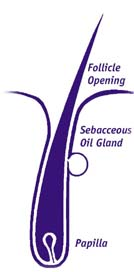 Follicle
Opening
Sebacceous
Oil Gland
Papilla